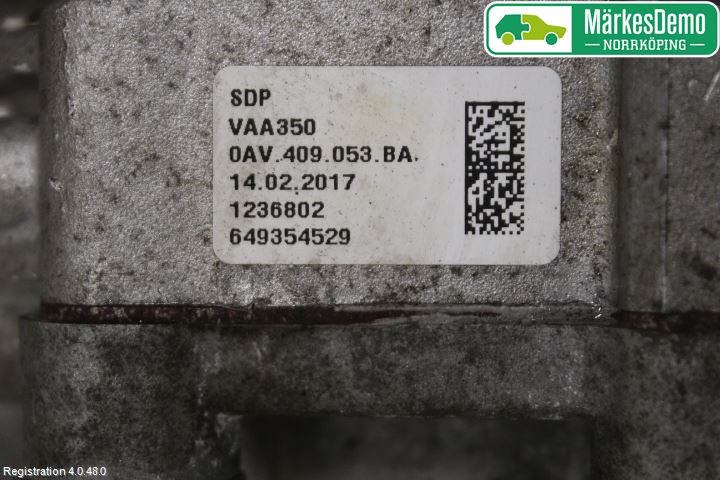 MärkesDemo
NORRKÖPING
SDP
VAA350
0AV.409.053.BA.
14.02.2017
1236802
649354529
Registration 4.0.48.0